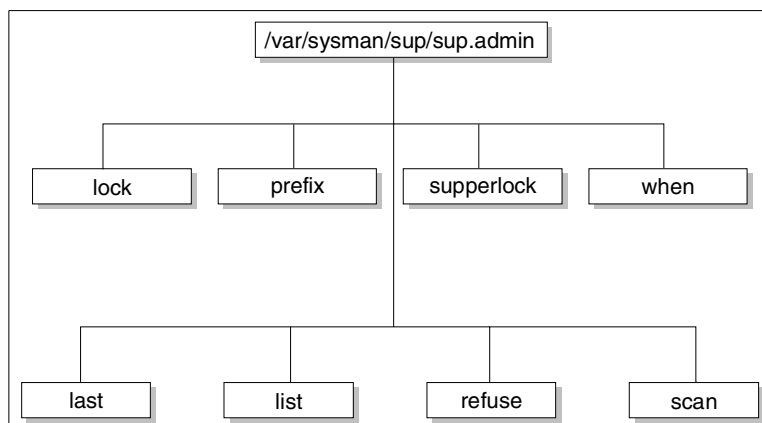 /var/sysman/sup/sup.admin
lock
prefix
supperlock
when
last
list
refuse
scan